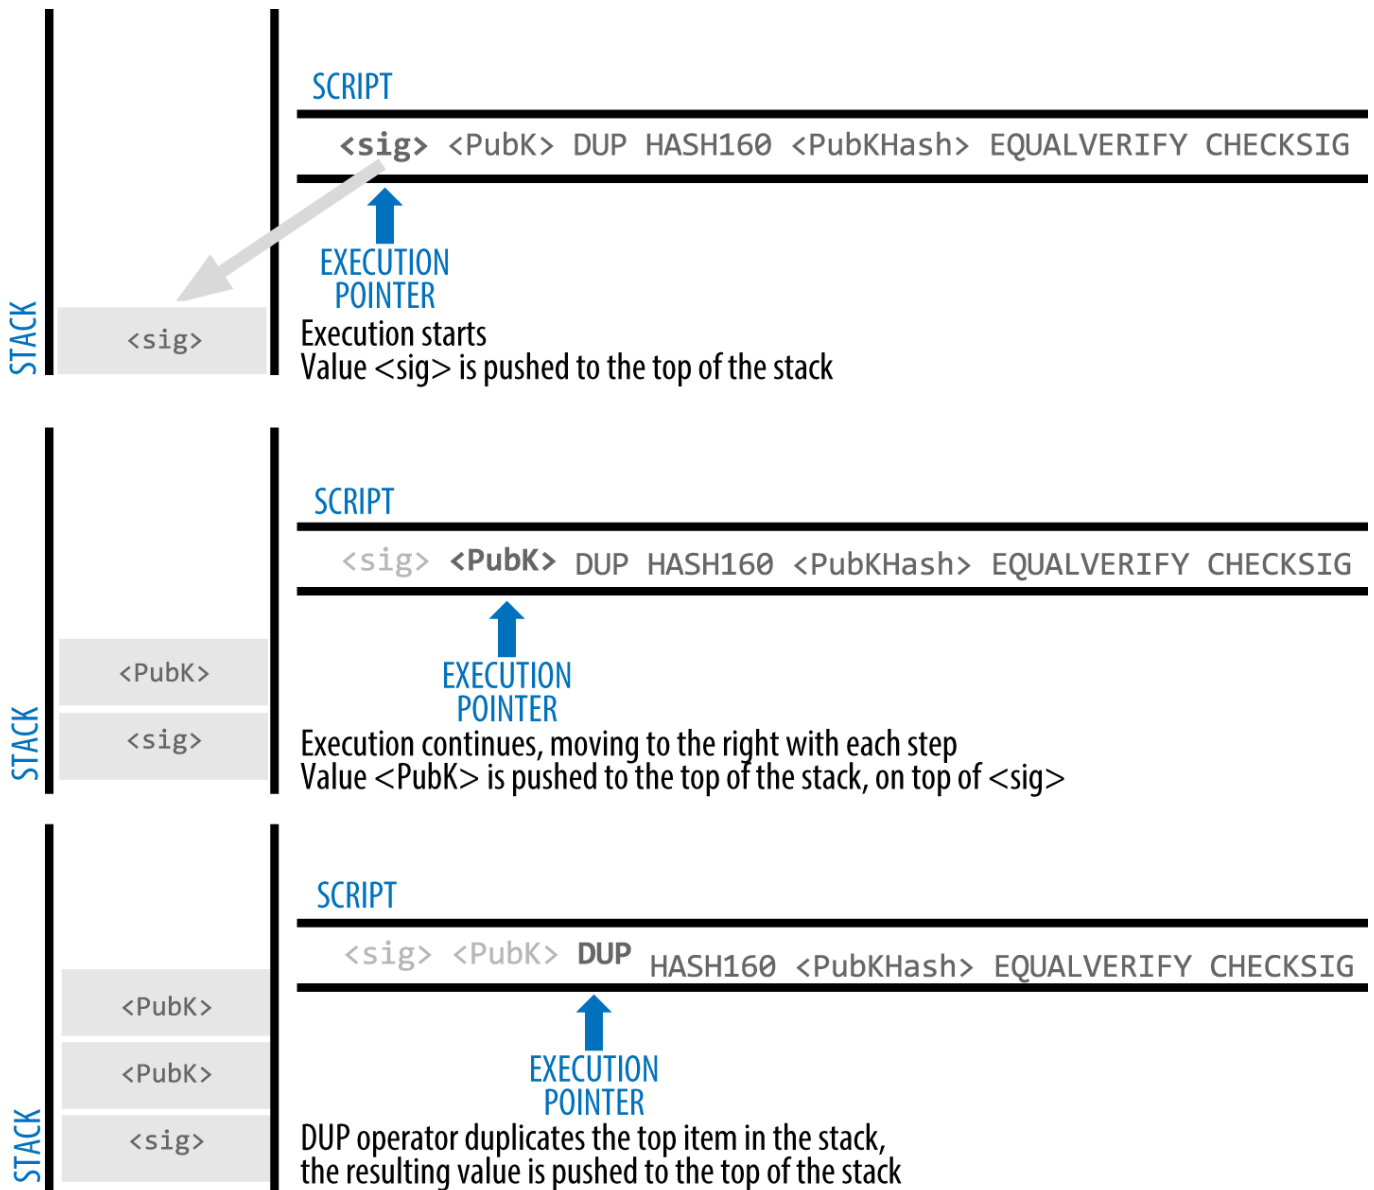 SCRIPT
<sig> <PubK> DUP HASH160 <PubKHash> EQUALVERIFY CHECKSIG
EXECUTION
POINTER
STACK
<sig>
Execution starts
Value <sig> is pushed to the top of the stack
SCRIPT
<sig> <PubK> DUP HASH160 <PubKHash> EQUALVERIFY CHECKSIG
EXECUTION
POINTER
STACK
<PubK>
<sig>
Execution continues, moving to the right with each step
Value <PubK> is pushed to the top of the stack, on top of <sig>
SCRIPT
<sig> <PubK> DUP HASH160 <PubKHash> EQUALVERIFY CHECKSIG
EXECUTION
POINTER
STACK
<PubK>
<PubK>
<sig>
DUP operator duplicates the top item in the stack,
the resulting value is pushed to the top of the stack